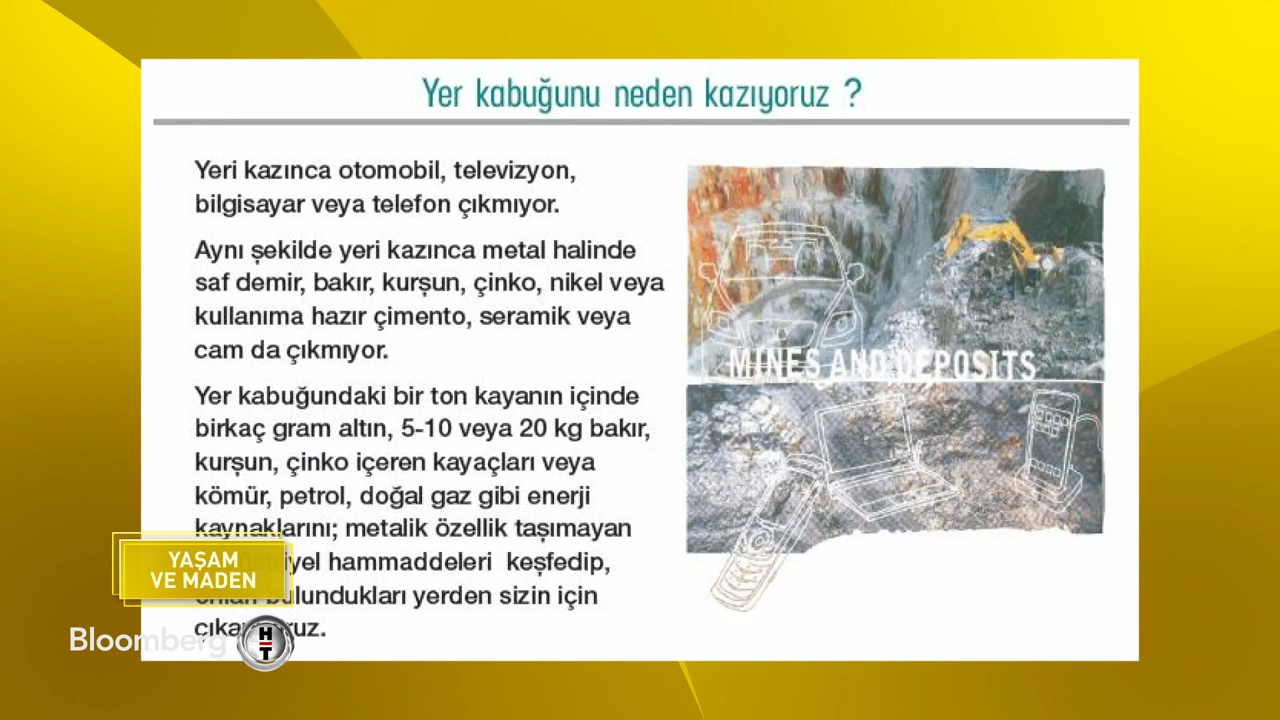 Yer kabuğunu neden kazıyoruz ?
Yeri kazınca otomobil, televizyon,
bilgisayar veya telefon çıkmıyor.
Aynı şekilde yeri kazınca metal halinde
saf demir, bakır, kurşun, çinko, nikel veya
kullanıma hazır çimento, seramik veya
cam da çıkmıyor.
MINES AND DEPOSITS
Yer kabuğundaki bir ton kayanın içinde
birkaç gram altın, 5-10 veya 20 kg bakır,
kurşun, çinko içeren kayaçları veya
kömür, petrol, doğal gaz gibi enerji
kaynaklarını; metalik özellik taşımayan
hammaddeleri keşfedip,
bulundukları yerden sizin için
YAŞAM
VE MADEN
Bloomberg
HT